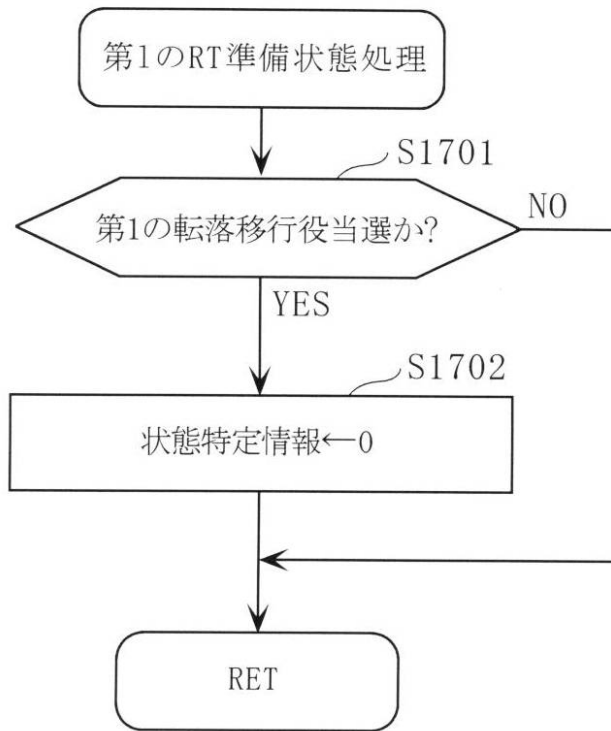 第1のRT準備状態処理
S1701
第1の転落移行役当選か?
NO
YES
S1702
状態特定情報←0
RET